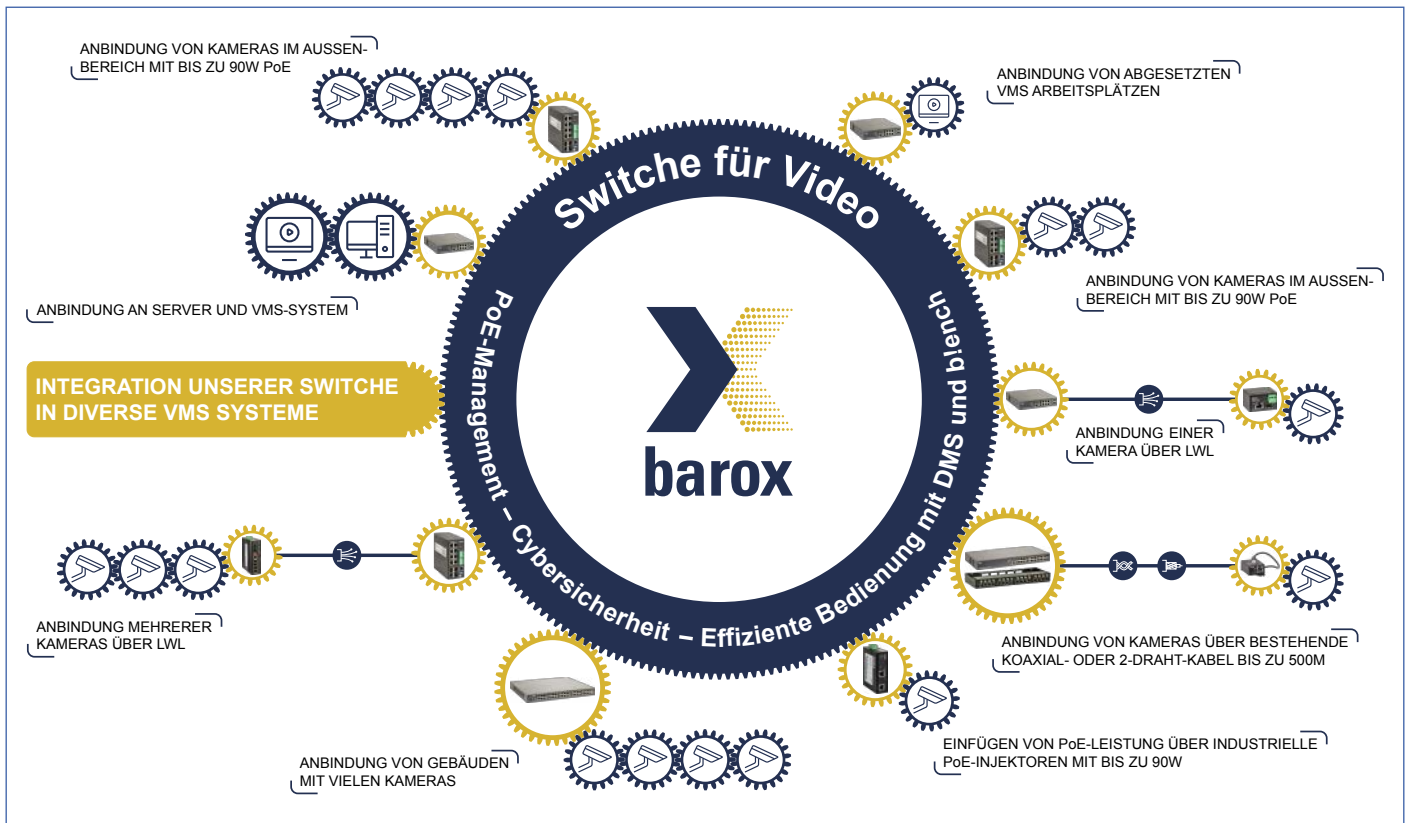 ANBINDUNG VON KAMERAS IM AUSSEN-
BEREICH MIT BIS ZU 90W PoE
ANBINDUNG VON ABGESETZTEN
VMS ARBEITSPLÄTZEN
Switche für Video
ANBINDUNG VON KAMERAS IM AUSSEN-
BEREICH MIT BIS ZU 90W PoE
ANBINDUNG AN SERVER UND VMS-SYSTEM
INTEGRATION UNSERER SWITCHE
IN DIVERSE VMS SYSTEME
PoE-Management – Cybersicherheit – Effiziente Bedienung mit DMS und biench
barox
ANBINDUNG EINER
KAMERA ÜBER LWL
ANBINDUNG MEHRERER
KAMERAS ÜBER LWL
ANBINDUNG VON KAMERAS ÜBER BESTEHENDE
KOAXIAL- ODER 2-DRAHT-KABEL BIS ZU 500M
ANBINDUNG VON GEBÄUDEN
MIT VIELEN KAMERAS
EINFÜGEN VON PoE-LEISTUNG ÜBER INDUSTRIELLE
PoE-INJEKTOREN MIT BIS ZU 90W